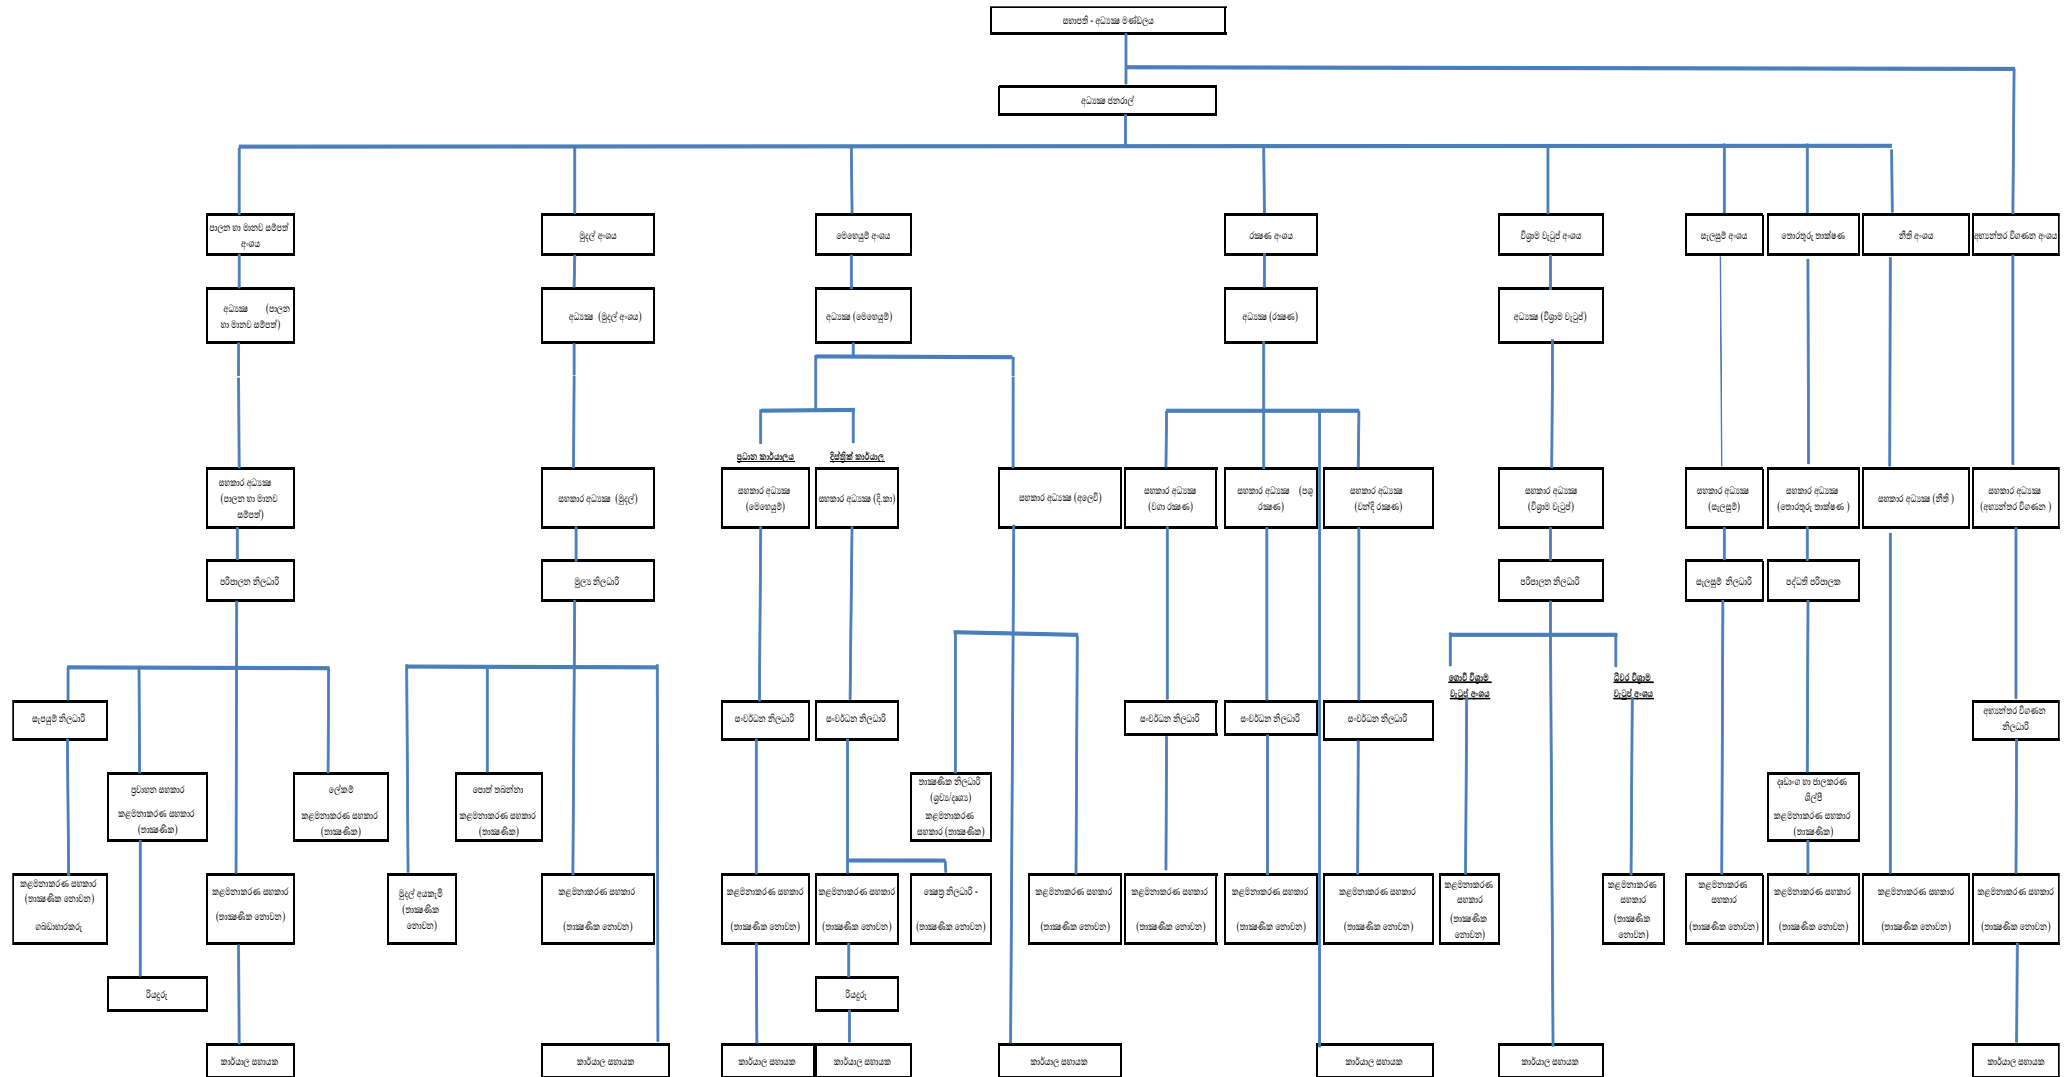 සභාපති - අධ්‍යක්ෂ මණ්ඩලය
අධ්‍යක්ෂ ජනරාල්
පාලන හා මානව සම්පත්
අංශය
මුදල් අංශය
මෙහෙයුම් අංශය
රක්ෂණ අංශය
විශ්‍රාම වැටුප් අංශය
සැලසුම් අංශය
තොරතුරු තාක්ෂණ
නීති අංශය
අභ්‍යන්තර විගණන අංශය
අධ්‍යක්ෂ (පාලන
හා මානව සම්පත්)
අධ්‍යක්ෂ (මුදල් අංශය)
අධ්‍යක්ෂ (මෙහෙයුම්)
අධ්‍යක්ෂ (රක්ෂණ)
අධ්‍යක්ෂ (විශ්‍රාම වැටුප්)
ප්‍රධාන කාර්යාලය
දිස්ත්‍රික් කාර්යාල
සහකාර අධ්‍යක්ෂ
(පාලන හා මානව
සම්පත්)
සහකාර අධ්‍යක්ෂ (මුදල්)
සහකාර අධ්‍යක්ෂ
(මෙහෙයුම්)
සහකාර අධ්‍යක්ෂ (දි.කා)
සහකාර අධ්‍යක්ෂ (අලෙවි)
සහකාර අධ්‍යක්ෂ
(වගා රක්ෂණ)
සහකාර අධ්‍යක්ෂ (පශු
රක්ෂණ)
සහකාර අධ්‍යක්ෂ
(වන්දි රක්ෂණ)
සහකාර අධ්‍යක්ෂ
(විශ්‍රාම වැටුප්)
සහකාර අධ්‍යක්ෂ
(සැලසුම්)
සහකාර අධ්‍යක්ෂ
(තොරතුරු තාක්ෂණ )
සහකාර අධ්‍යක්ෂ (නීති )
සහකාර අධ්‍යක්ෂ
(අභ්‍යන්තර විගණන )
පරිපාලන නිලධාරි
මුල්‍ය නිලධාරි
පරිපාලන නිලධාරි
සැලසුම් නිලධාරි
පද්ධති පරිපාලක
ගොවි විශ්‍රාම
වැටුප් අංශය
ධීවර විශ්‍රාම
වැටුප් අංශය
සැපයුම් නිලධාරි
සංවර්ධන නිලධාරි
සංවර්ධන නිලධාරි
සංවර්ධන නිලධාරි
සංවර්ධන නිලධාරි
සංවර්ධන නිලධාරි
අභ්‍යන්තර විගණන
නිලධාරි
ප්‍රවාහන සහකාර
කළමනාකරණ සහකාර
(තාක්ෂණික)
ලේකම්
කළමනාකරණ සහකාර
(තාක්ෂණික)
පොත් තබන්නා
කළමනාකරණ සහකාර
(තාක්ෂණික)
තාක්ෂණික නිලධාරි
(ශ්‍රව්‍ය/දෘශ්‍ය)
කළමනාකරණ
සහකාර (තාක්ෂණික)
දෘඩාංග හා ජාලකරණ
ශිල්පී
කළමනාකරණ සහකාර
(තාක්ෂණික)
කළමනාකරණ සහකාර
(තාක්ෂණික නොවන)
ගබඩාභාරකරු
කළමනාකරණ සහකාර
(තාක්ෂණික නොවන)
මුදල් අයකැමි
(තාක්ෂණික
නොවන)
කළමනාකරණ සහකාර
(තාක්ෂණික නොවන)
කළමනාකරණ සහකාර
(තාක්ෂණික නොවන)
කළමනාකරණ සහකාර
(තාක්ෂණික නොවන)
ක්ෂෙත්‍ර නිලධාරි -
(තාක්ෂණික නොවන)
කළමනාකරණ සහකාර
(තාක්ෂණික නොවන)
කළමනාකරණ සහකාර
(තාක්ෂණික නොවන)
කළමනාකරණ සහකාර
(තාක්ෂණික නොවන)
කළමනාකරණ සහකාර
(තාක්ෂණික නොවන)
කළමනාකරණ
සහකාර
(තාක්ෂණික
නොවන)
කළමනාකරණ
සහකාර
(තාක්ෂණික
නොවන)
කළමනාකරණ
සහකාර
(තාක්ෂණික නොවන)
කළමනාකරණ සහකාර
(තාක්ෂණික නොවන)
කළමනාකරණ සහකාර
(තාක්ෂණික නොවන)
කළමනාකරණ සහකාර
(තාක්ෂණික නොවන)
රියදුරු
රියදුරු
කාර්යාල සහායක
කාර්යාල සහායක
කාර්යාල සහායක
කාර්යාල සහායක
කාර්යාල සහායක
කාර්යාල සහායක
කාර්යාල සහායක
කාර්යාල සහායක